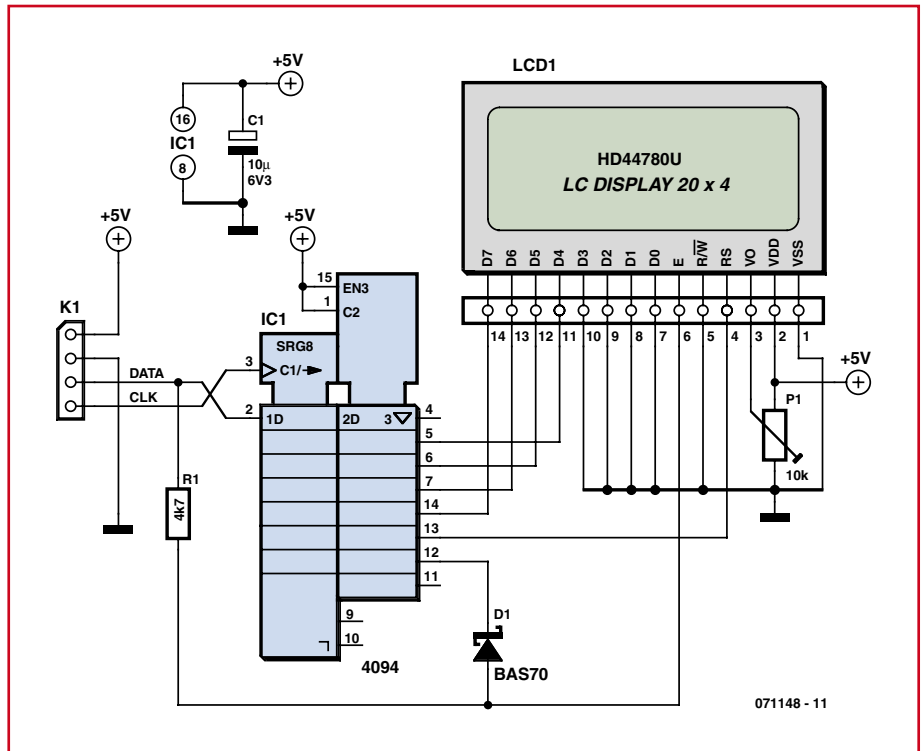 LCD1
+5V
16
C1
IC1
8
10µ
6V3
HD44780U
LC DISPLAY 20 x 4
+5V
+5V
D7 D6 D5 D4 D3 D2 D1 D0 E R/W RS VO VDD VSS
K1
15 EN3
1 C2
IC1
SRG8
14 13 12 11 10 9 8 7 6 5 4 3 2 1
3 C1/
DATA
CLK
+5V
2 1D 2D 3 4
P1
5
6
10k
R1
4k7
7
14
13
12
11
9
D1
10
4094
BAS70
071148 - 11